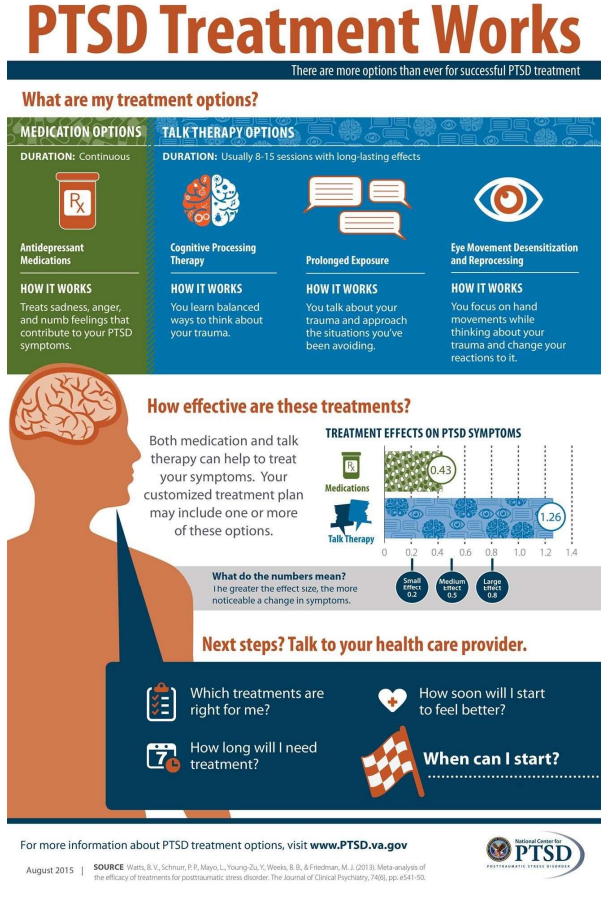 PTSD Treatment Works
There are more options than ever for successful PTSD treatment
What are my treatment options?
MEDICATION OPTIONS
DURATION: Continuous
Rx
Antidepressant
Medications
HOW IT WORKS
Treats sadness, anger,
and numb feelings that
contribute to your PTSD
symptoms.
TALK THERAPY OPTIONS
DURATION: Usually 8-15 sessions with long-lasting effects
Cognitive Processing
Therapy
HOW IT WORKS
You learn balanced
ways to think about
your trauma.
Prolonged Exposure
HOW IT WORKS
You talk about your
trauma and approach
the situations you've
been avoiding.
Eye Movement Desensitization
and Reprocessing
HOW IT WORKS
You focus on hand
movements while
thinking about your
trauma and change your
reactions to it.
How effective are these treatments?
Both medication and talk
therapy can help to treat
your symptoms. Your
customized treatment plan
may include one or more
of these options.
TREATMENT EFFECTS ON PTSD SYMPTOMS
Rx
Medications
0.43
Talk Therapy
1.26
0 0.2 0.4 0.6 0.8 1.0 1.2 1.4
Small
Effect
0.2
Medium
Effect
0.5
Large
Effect
0.8
What do the numbers mean?
The greater the effect size, the more
noticeable a change in symptoms.
Next steps? Talk to your health care provider.
Which treatments are
right for me?
How soon will I start
to feel better?
7
How long will I need
treatment?
When can I start?
For more information about PTSD treatment options, visit www.PTSD.va.gov
National Center for
PTSD
POSTTRAUMATIC STRESS DISORDER
August 2015 |
SOURCE Watts, B. V., Schnurr, P. P., Mayo, L., Young-Xu, Y., Weeks, B. B., & Friedman, M. J. (2013). Meta-analysis of
the efficacy of treatments for posttraumatic stress disorder. The Journal of Clinical Psychiatry, 74(6), pp. e541-50.